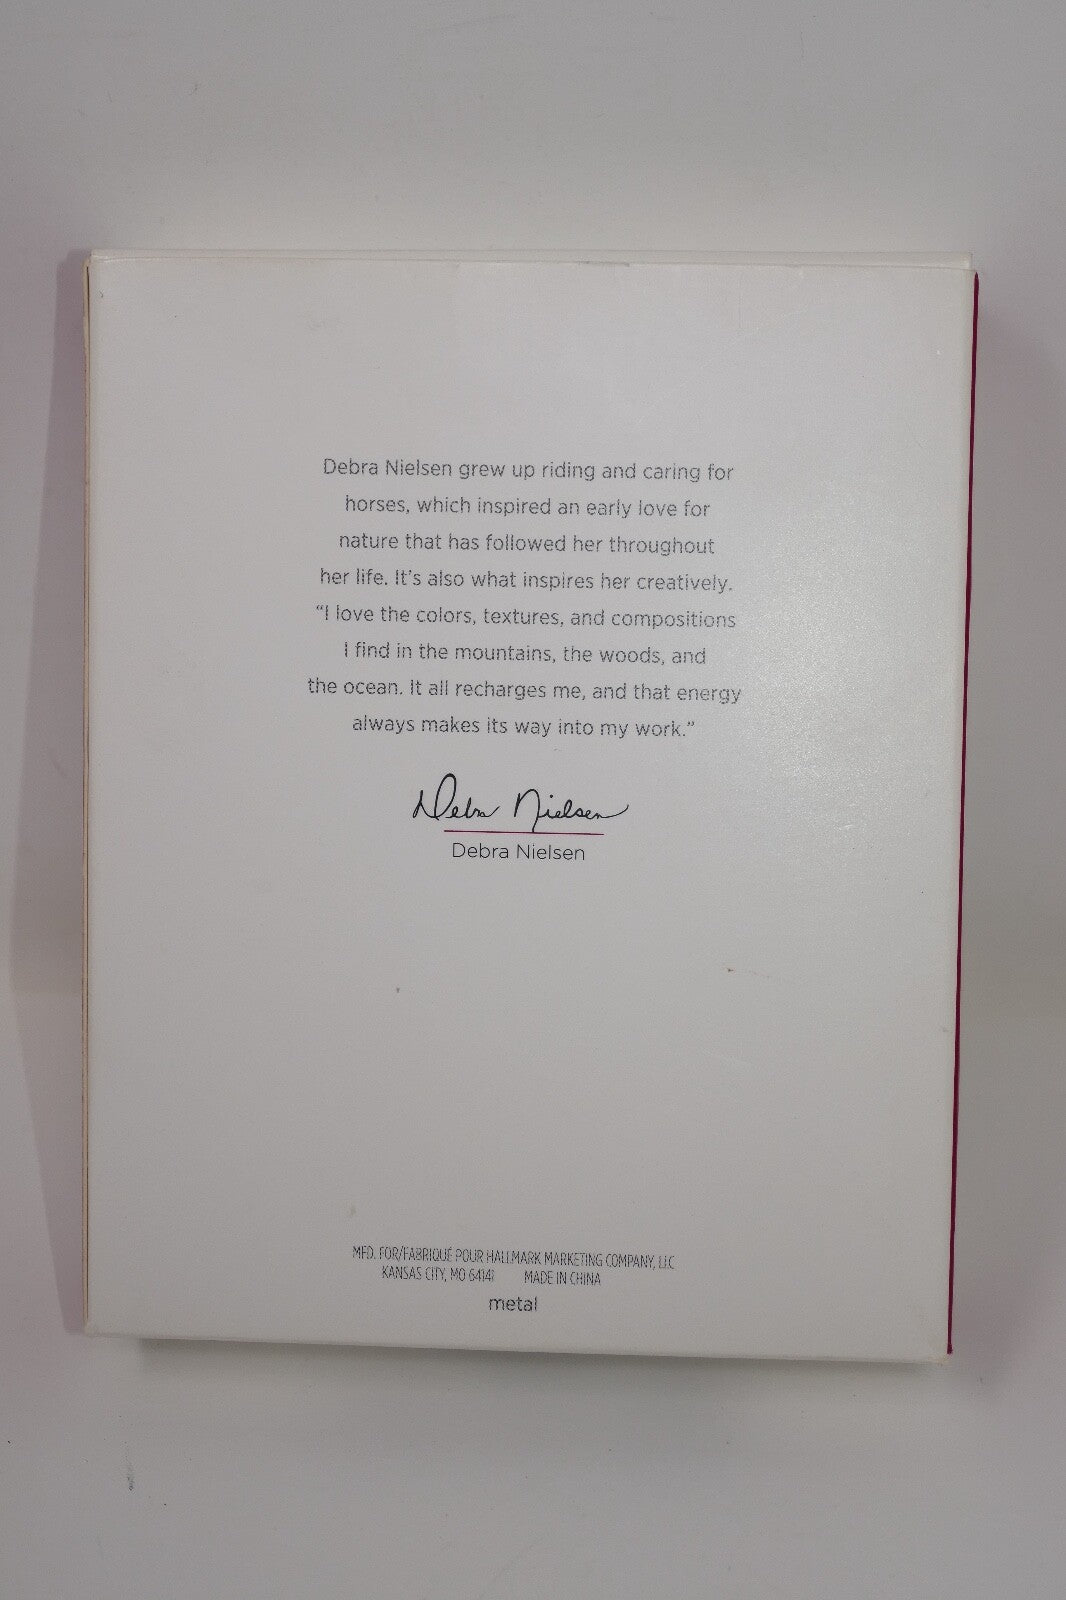 Debra Nielsen grew up riding and caring for
horses, which inspired an early love for
nature that has followed her throughout
her life. It's also what inspires her creatively.
“I love the colors, textures, and compositions
I find in the mountains, the woods, and
the ocean. It all recharges me, and that energy
always makes its way into my work.”
Debra Nielsen
Debra Nielsen
MFD. FOR/FABRIQUÉ POUR HALLMARK MARKETING COMPANY, LLC
KANSAS CITY, MO 64141 MADE IN CHINA
metal